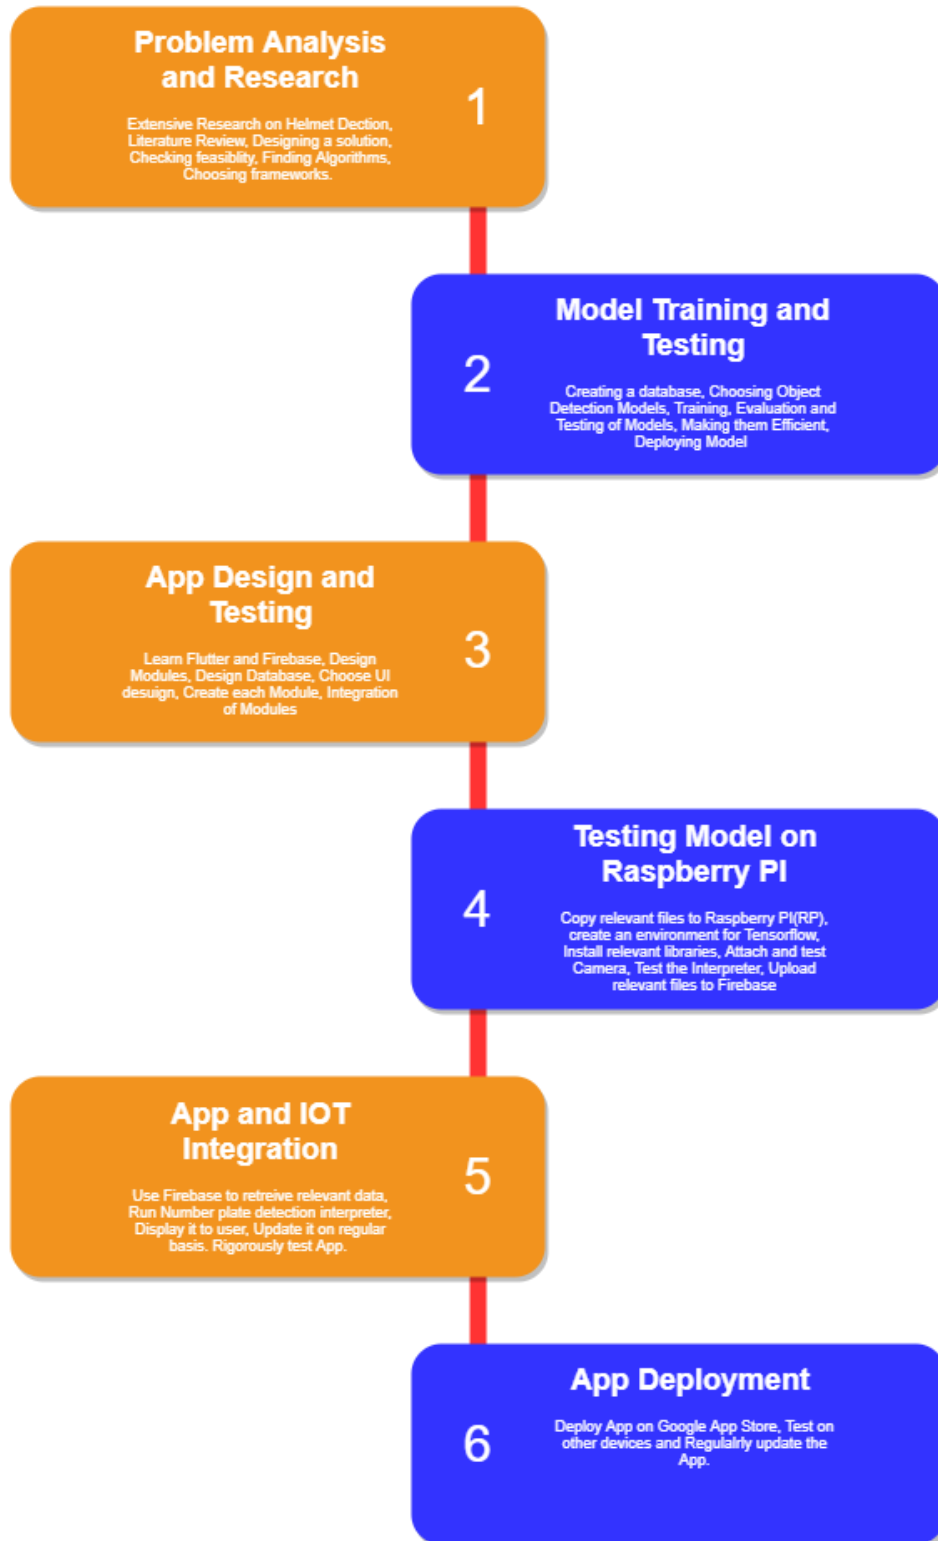 Problem Analysis
and Research
Extensive Research on Helmet Dection,
Literature Review, Designing a solution,
Checking feasiblity, Finding Algorithms,
Choosing frameworks.
1
Model Training and
Testing
2
Creating a database, Choosing Object
Detection Models, Training, Evaluation and
Testing of Models, Making them Efficient,
Deploying Model
App Design and
Testing
3
Learn Flutter and Firebase, Design
Modules, Design Database, Choose UI
desuign, Create each Module, Integration
of Modules
Testing Model on
Raspberry PI
4
Copy relevant files to Raspberry PI(RP),
create an environment for Tensorflow,
Install relevant libraries, Attach and test
Camera, Test the Interpreter, Upload
relevant files to Firebase
App and IOT
Integration
5
Use Firebase to retreive relevant data,
Run Number plate detection interpreter,
Display it to user, Update it on regular
basis. Rigorously test App.
App Deployment
6
Deploy App on Google App Store, Test on
other devices and Regulalrly update the
App.